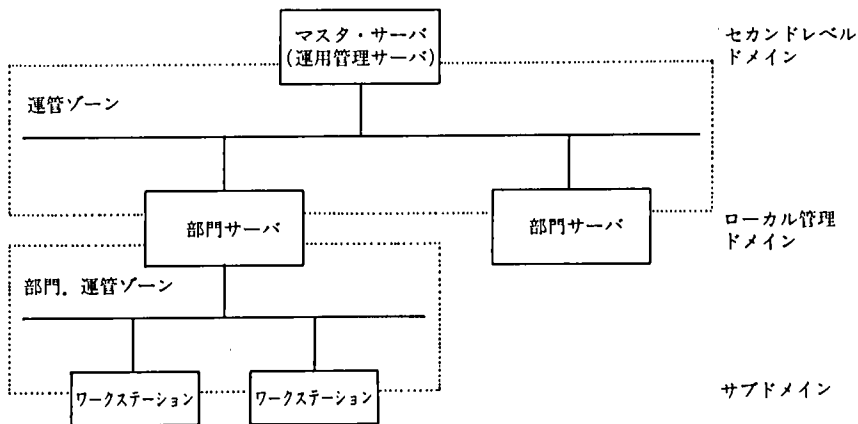 マスタ・サーバ
(運用管理サーバ)
セカンドレベル
ドメイン
運管ゾーン
部門サーバ
部門サーバ
ローカル管理
ドメイン
部門．運管ゾーン
ワークステーション
ワークステーション
サブドメイン